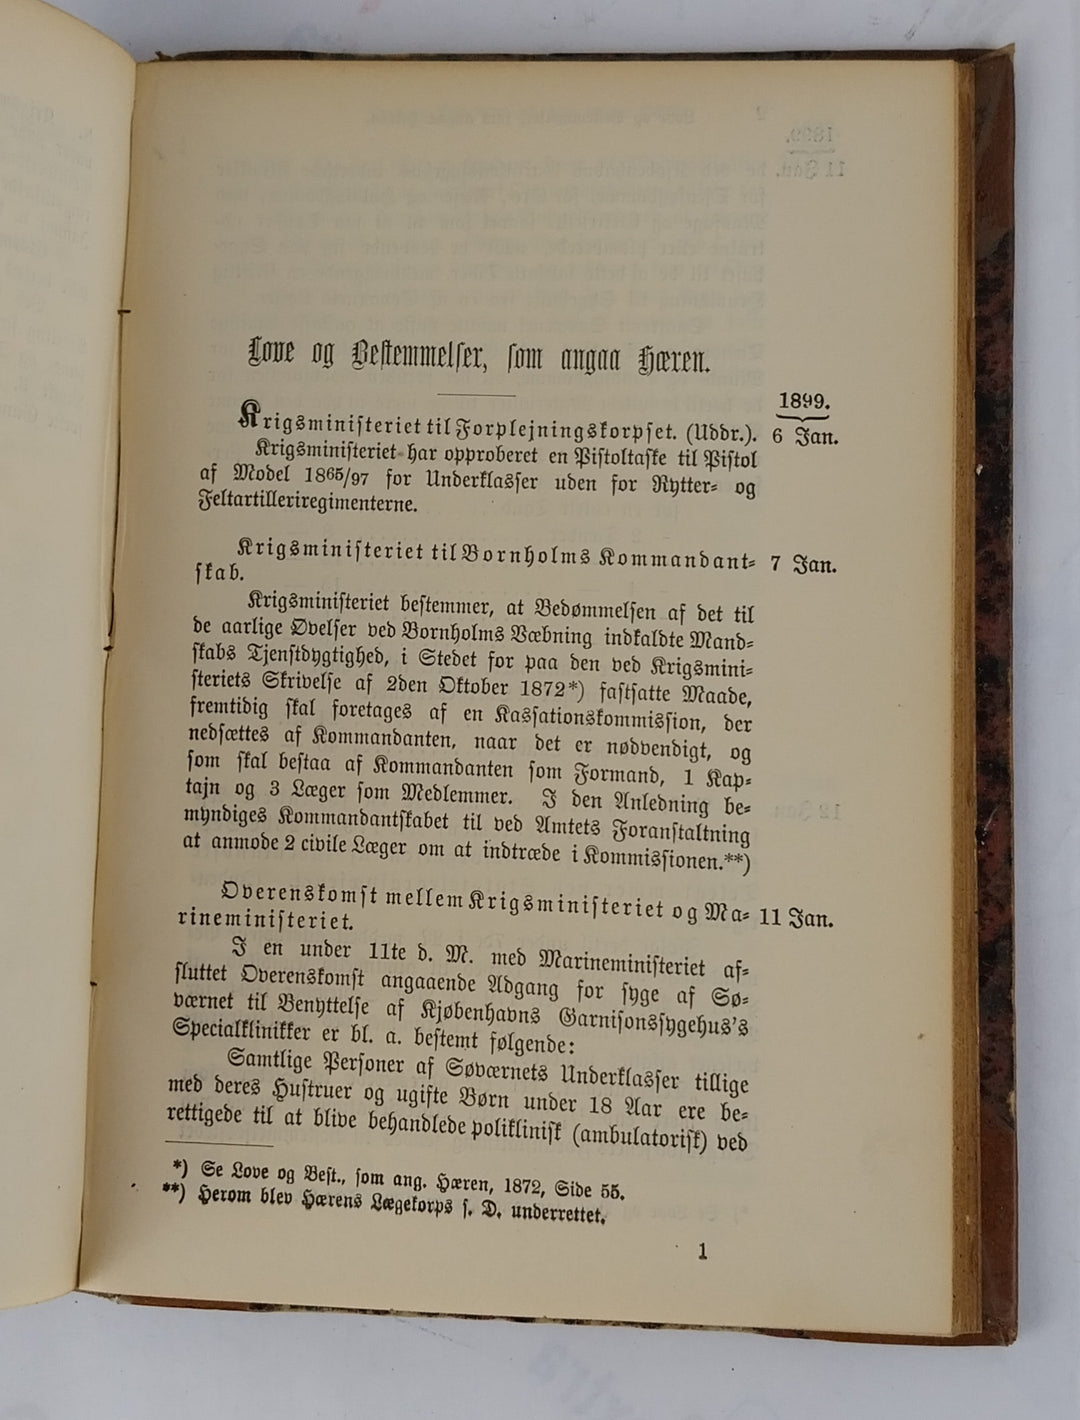 Love og Bestemmelser, som angaa Hæren.
1899.
Krigsministeriet til Forplejningskorpset. (Uddr.). 6 Jan.
Krigsministeriet har opproberet en Pistoltaske til Pistol
af Model 1865/97 for Underklasser uden for Rytter- og
Feltartilleriregimenterne.
Krigsministeriet til Bornholms Kommandant- 7 Jan.
skab.
Krigsministeriet bestemmer, at Bedømmelsen af det til
de aarlige Øvelser ved Bornholms Væbning indkaldte Mand-
skabs Tjenstdygtighed, i Stedet for paa den ved Krigsmini-
steriets Skrivelse af 2den Oktober 1872*) fastsatte Maade,
fremtidig skal foretages af en Kassationskommission, der
nedsættes af Kommandanten, naar det er nødvendigt, og
som skal bestaa af Kommandanten som Formand, 1 Kap-
tajn og 3 Læger som Medlemmer. I den Anledning be-
myndiges Kommandantskabet til ved Amtets Foranstaltning
at anmode 2 civile Læger om at indtræde i Kommissionen.**)
Overenskomst mellem Krigsministeriet og Ma- 11 Jan.
rineministeriet.
I en under 11te d. M. med Marineministeriet af-
sluttet Overenskomst angaaende Adgang for syge af Sø-
værnet til Benyttelse af Kjøbenhavns Garnisonssygehus's
Specialklinikker er bl. a. bestemt følgende:
Samtlige Personer af Søværnets Underklasser tillige
med deres Hustruer og ugifte Børn under 18 Aar ere be-
rettigede til at blive behandlede poliklinisk (ambulatorisk) ved
*) Se Love og Best., som ang. Hæren, 1872, Side 55.
**) Herom blev Hærens Lægekorps s. D. underrettet.
1